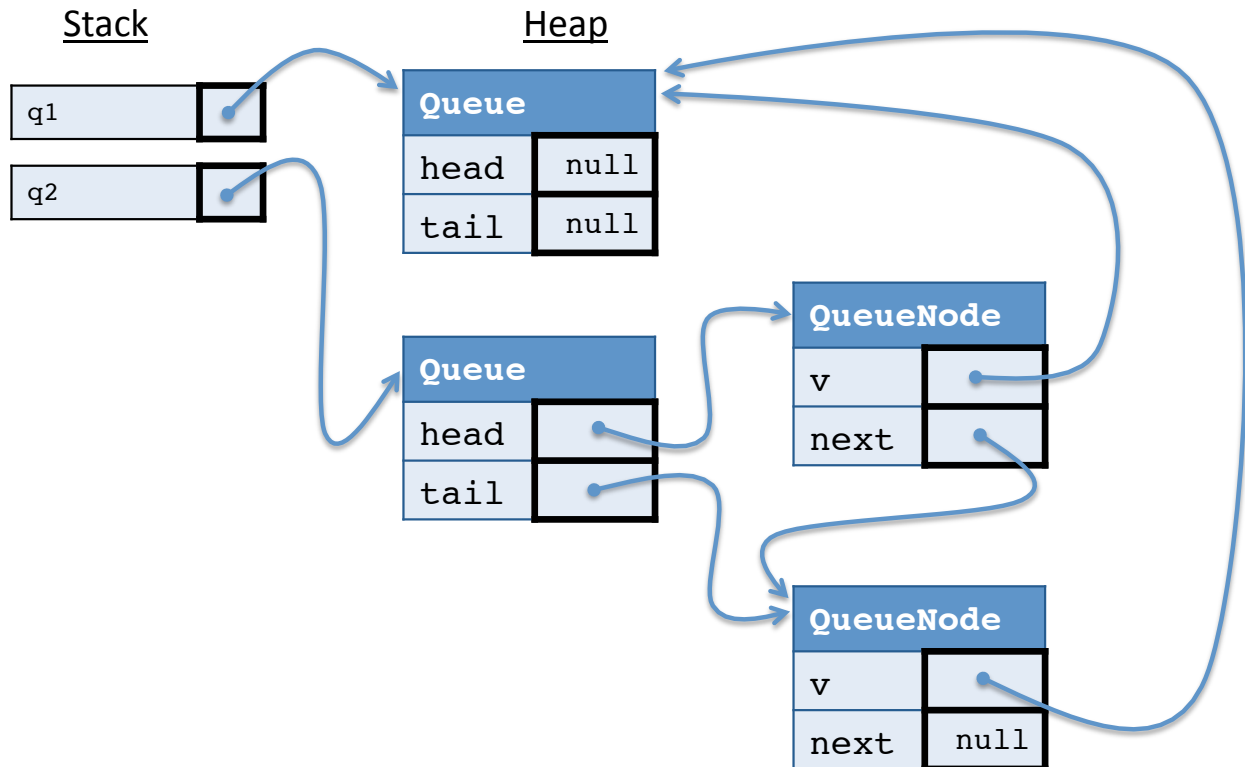 Stack
Heap
q1
q2
Queue
head null
tail null
Queue
head
tail
QueueNode
v
next
QueueNode
v
next null